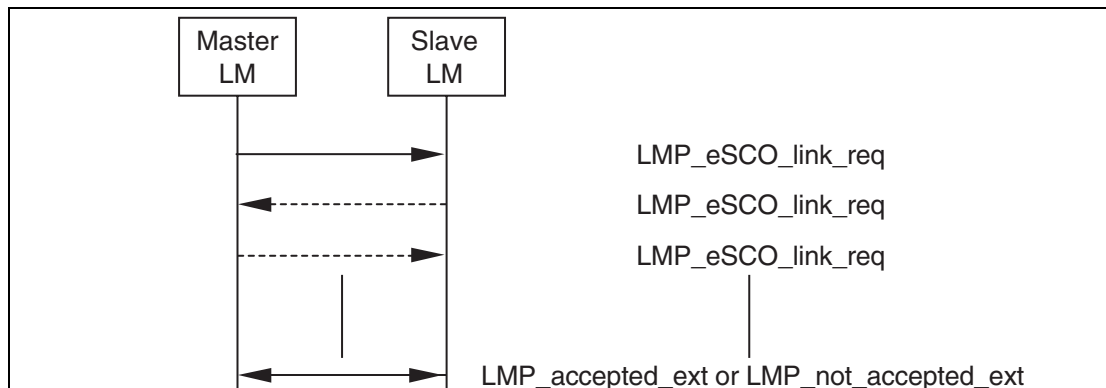 Master
LM
Slave
LM
LMP_eSCO_link_req
LMP_eSCO_link_req
LMP_eSCO_link_req
LMP_accepted_ext or LMP_not_accepted_ext